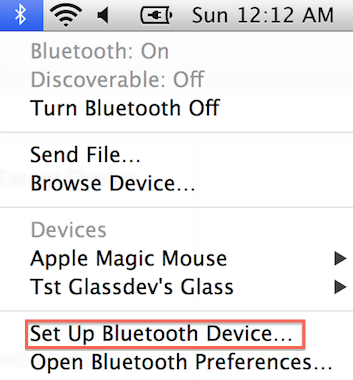 Sun 12:12 AM
Bluetooth: On
Discoverable: Off
Turn Bluetooth Off
Send File...
Browse Device...
Devices
Apple Magic Mouse
Tst Glassdev's Glass
Set Up Bluetooth Device...
Open Bluetooth Preferences...